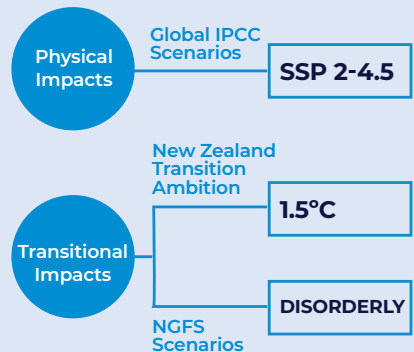 Global IPCC
Scenarios
Physical
Impacts
SSP 2-4.5
New Zealand
Transition
Ambition
1.5°C
Transitional
Impacts
DISORDERLY
NGFS
Scenarios